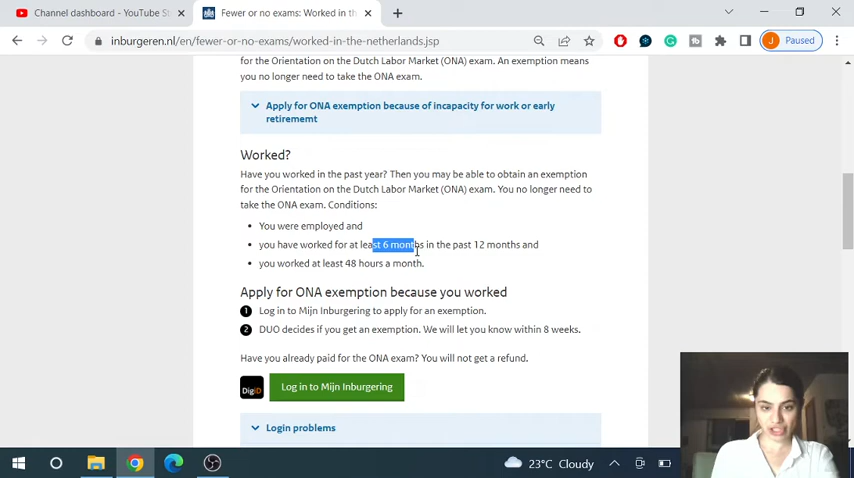 Channel dashboard - YouTube St
Fewer or no exams: Worked in th
inburgeren.nl/en/fewer-or-no-exams/worked-in-the-netherlands.jsp
J
Paused
for the Orientation on the Dutch Labor Market (ONA) exam. An exemption means
you no longer need to take the ONA exam.
Apply for ONA exemption because of incapacity for work or early
retirememt
Worked?
Have you worked in the past year? Then you may be able to obtain an exemption
for the Orientation on the Dutch Labor Market (ONA) exam. You no longer need to
take the ONA exam. Conditions:
• You were employed and
• you have worked for at least 6 months in the past 12 months and
• you worked at least 48 hours a month.
Apply for ONA exemption because you worked
1 Log in to Mijn Inburgering to apply for an exemption.
2 DUO decides if you get an exemption. We will let you know within 8 weeks.
Have you already paid for the ONA exam? You will not get a refund.
DigiD
Log in to Mijn Inburgering
Login problems
23°C Cloudy